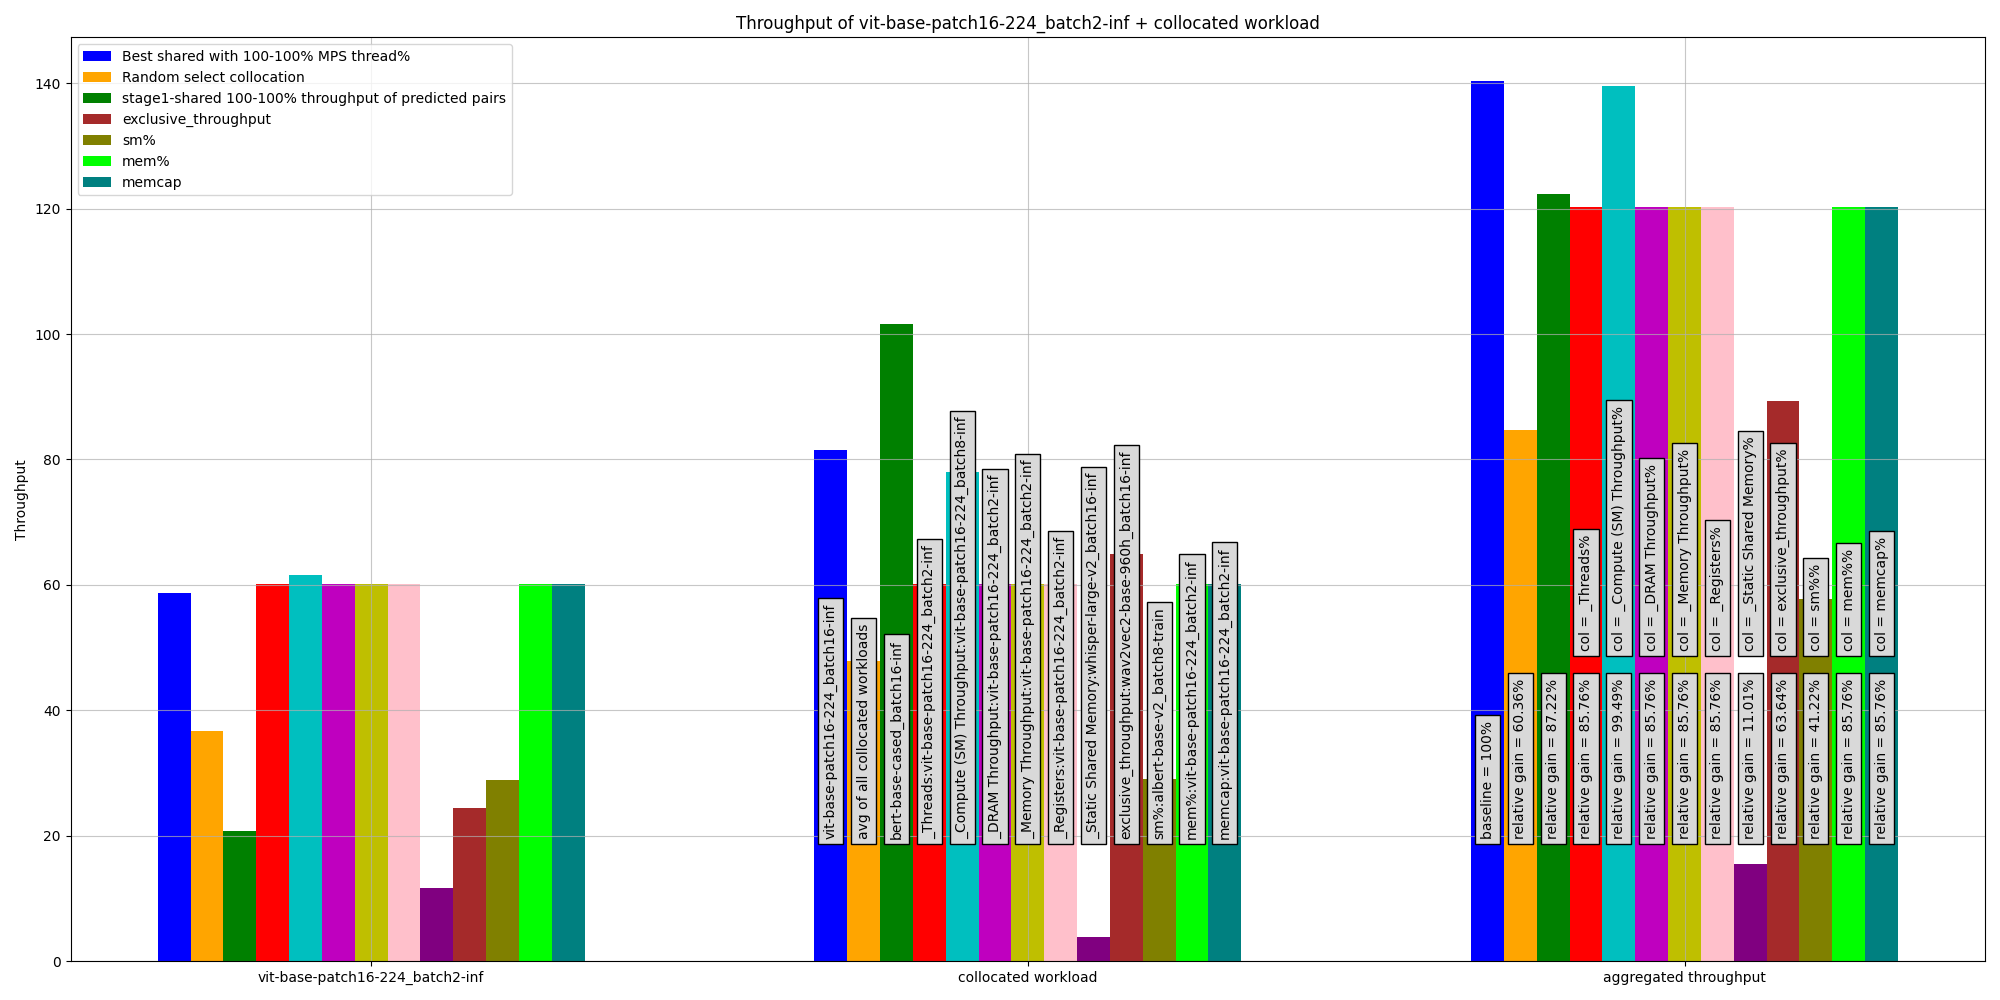 Throughput of vit-base-patch16-224_batch2-inf + collocated workload
Best shared with 100-100% MPS thread%
Random select collocation
stage1-shared 100-100% throughput of predicted pairs
exclusive_throughput
sm%
mem%
memcap
Throughput
140
120
100
80
60
40
20
0
vit-base-patch16-224_batch16-inf
avg of all collocated workloads
bert-base-cased_batch16-inf
_Threads:vit-base-patch16-224_batch2-inf
_Compute (SM) Throughput:vit-base-patch16-224_batch8-inf
_DRAM Throughput:vit-base-patch16-224_batch2-inf
_Memory Throughput:vit-base-patch16-224_batch2-inf
_Registers:vit-base-patch16-224_batch2-inf
_Static Shared Memory:whisper-large-v2_batch16-inf
exclusive_throughput:wav2vec2-base-960h_batch16-inf
sm%:albert-base-v2_batch8-train
mem%:vit-base-patch16-224_batch2-inf
memcap:vit-base-patch16-224_batch2-inf
col = _Threads%
col = _Compute (SM) Throughput%
col = _DRAM Throughput%
col = _Memory Throughput%
col = _Registers%
col = _Static Shared Memory%
col = exclusive_throughput%
col = sm%%
col = mem%%
col = memcap%
baseline = 100%
relative gain = 60.36%
relative gain = 87.22%
relative gain = 85.76%
relative gain = 99.49%
relative gain = 85.76%
relative gain = 85.76%
relative gain = 85.76%
relative gain = 11.01%
relative gain = 63.64%
relative gain = 41.22%
relative gain = 85.76%
relative gain = 85.76%
vit-base-patch16-224_batch2-inf
collocated workload
aggregated throughput